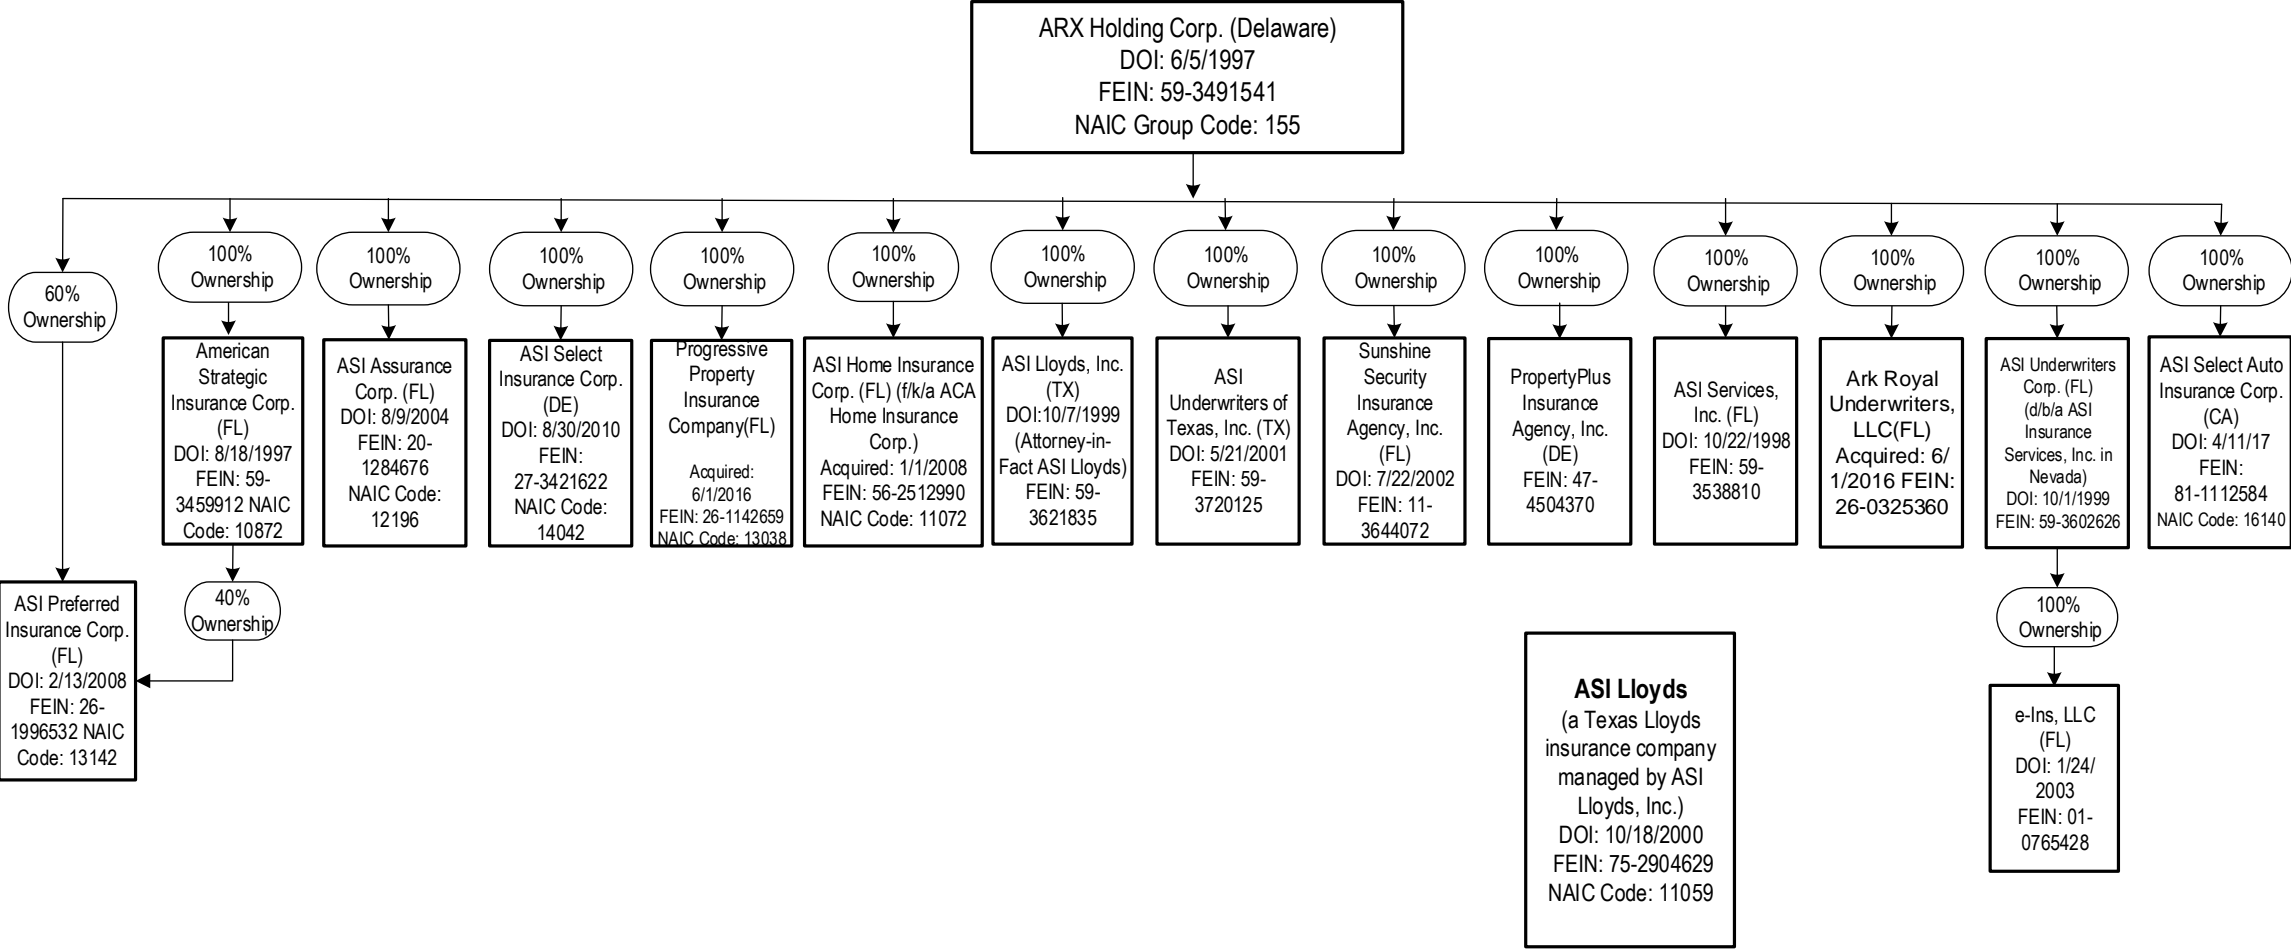 ARX Holding Corp. (Delaware)
DOI: 6/5/1997
FEIN: 59-3491541
NAIC Group Code: 155
60%
Ownership
100%
Ownership
100%
Ownership
100%
Ownership
100%
Ownership
100%
Ownership
100%
Ownership
100%
Ownership
100%
Ownership
100%
Ownership
100%
Ownership
100%
Ownership
100%
Ownership
100%
Ownership
American
Strategic
Insurance Corp.
(FL)
DOI: 8/18/1997
FEIN: 59-
3459912 NAIC
Code: 10872
ASI Assurance
Corp. (FL)
DOI: 8/9/2004
FEIN: 20-
1284676
NAIC Code:
12196
ASI Select
Insurance Corp.
(DE)
DOI: 8/30/2010
FEIN:
27-3421622
NAIC Code:
14042
Progressive
Property
Insurance
Company(FL)
Acquired:
6/1/2016
FEIN: 26-1142659
NAIC Code: 13038
ASI Home Insurance
Corp. (FL) (f/k/a ACA
Home Insurance
Corp.)
Acquired: 1/1/2008
FEIN: 56-2512990
NAIC Code: 11072
ASI Lloyds, Inc.
(TX)
DOI:10/7/1999
(Attorney-in-
Fact ASI Lloyds)
FEIN: 59-
3621835
ASI
Underwriters of
Texas, Inc. (TX)
DOI: 5/21/2001
FEIN: 59-
3720125
Sunshine
Security
Insurance
Agency, Inc.
(FL)
DOI: 7/22/2002
FEIN: 11-
3644072
PropertyPlus
Insurance
Agency, Inc.
(DE)
FEIN: 47-
4504370
ASI Services,
Inc. (FL)
DOI: 10/22/1998
FEIN: 59-
3538810
Ark Royal
Underwriters,
LLC(FL)
Acquired: 6/
1/2016 FEIN:
26-0325360
ASI Underwriters
Corp. (FL)
(d/b/a ASI
Insurance
Services, Inc. in
Nevada)
DOI: 10/1/1999
FEIN: 59-3602626
ASI Select Auto
Insurance Corp.
(CA)
DOI: 4/11/17
FEIN:
81-1112584
NAIC Code: 16140
ASI Preferred
Insurance Corp.
(FL)
DOI: 2/13/2008
FEIN: 26-
1996532 NAIC
Code: 13142
40%
Ownership
100%
Ownership
ASI Lloyds
(a Texas Lloyds
insurance company
managed by ASI
Lloyds, Inc.)
DOI: 10/18/2000
FEIN: 75-2904629
NAIC Code: 11059
e-Ins, LLC
(FL)
DOI: 1/24/
2003
FEIN: 01-
0765428